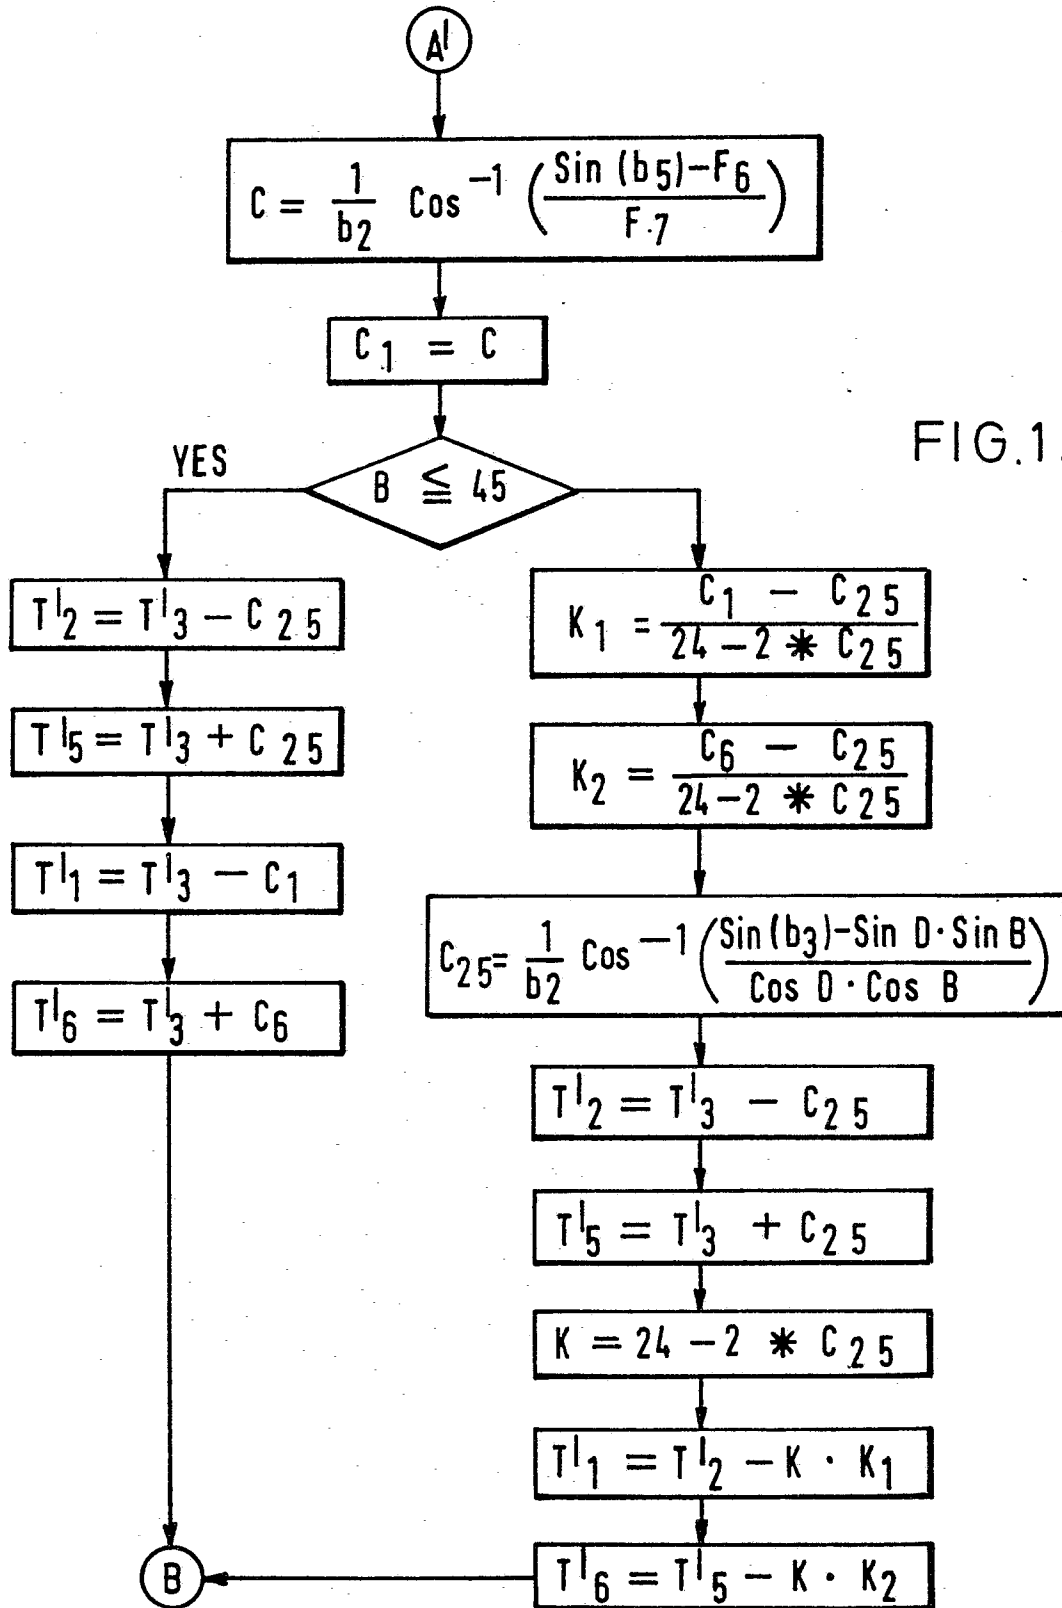 A'
C = 1/b2 Cos^-1 (Sin (b5)-F6 / F.7)
C1 = C
FIG.1.
YES
B ≦ 45
T'2 = T'3 - C25
T'5 = T'3 + C25
T'1 = T'3 - C1
T'6 = T'3 + C6
K1 = C1 - C25 / 24-2 * C25
K2 = C6 - C25 / 24-2 * C25
C25 = 1/b2 Cos^-1 (Sin(b3)-Sin D·Sin B / Cos D·Cos B)
T'2 = T'3 - C25
T'5 = T'3 + C25
K = 24-2 * C25
T'1 = T'2 - K · K1
T'6 = T'5 - K · K2
B